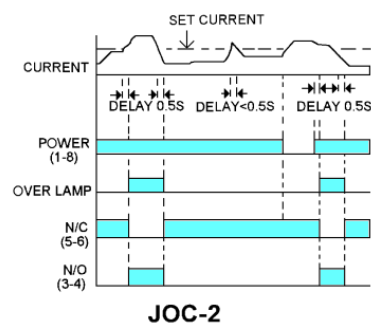 SET CURRENT
CURRENT
DELAY 0.5S
DELAY<0.5S
DELAY 0.5S
POWER
(1-8)
OVER LAMP
N/C
(5-6)
N/O
(3-4)
JOC-2